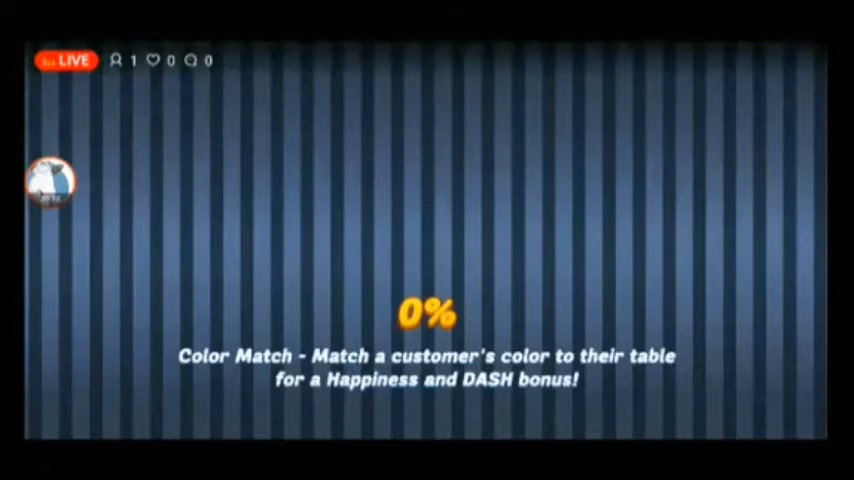 LIVE 1 0 0
0%
Color Match - Match a customer's color to their table
for a Happiness and DASH bonus!